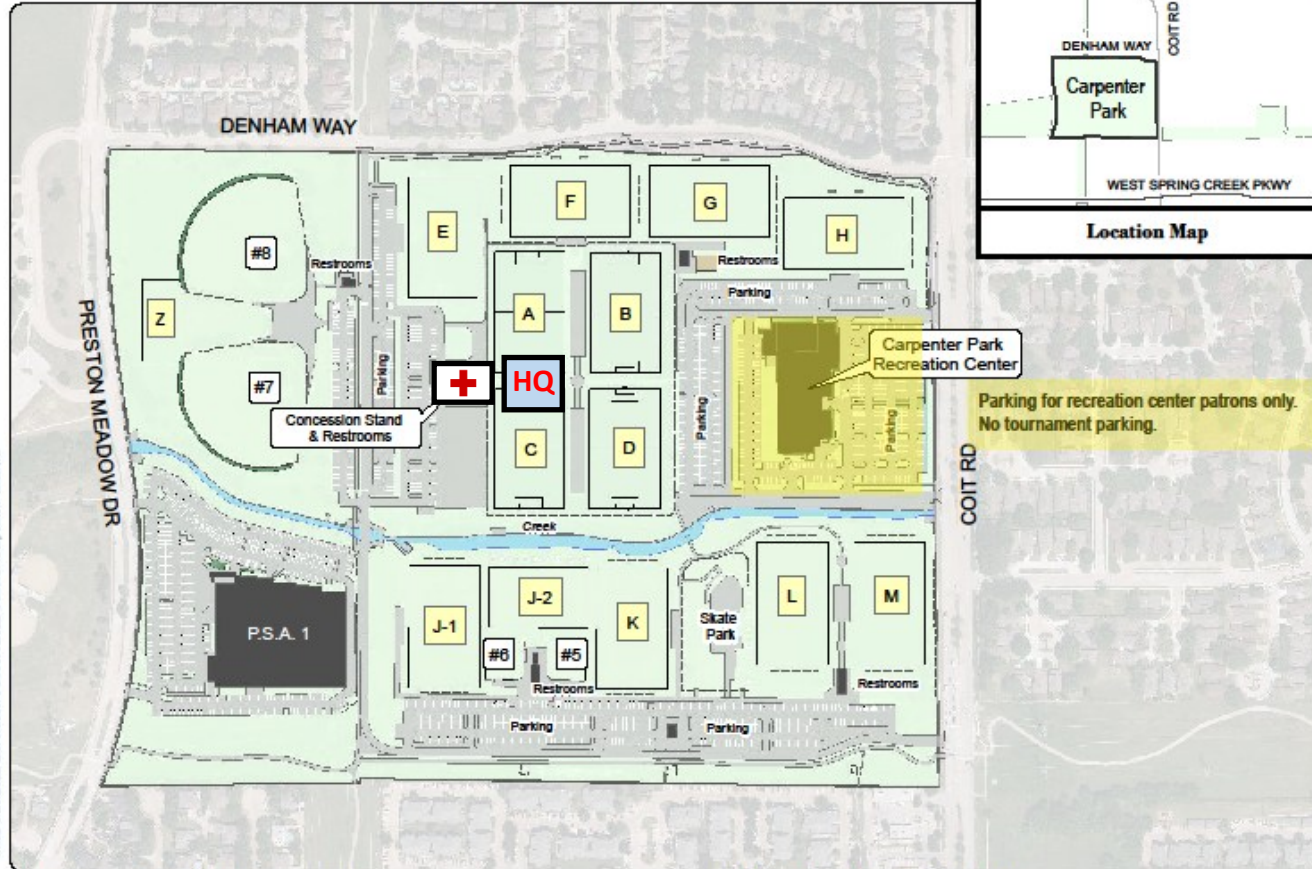 COIT RD
DENHAM WAY
Carpenter
Park
WEST SPRING CREEK PKWY
Location Map
DENHAM WAY
F
G
E
H
#8
Restrooms
Restrooms
Parking
Z
A
B
PRESTON MEADOW DR
Carpenter Park
Recreation Center
Parking
HQ
#7
Parking for recreation center patrons only.
No tournament parking.
Concession Stand
& Restrooms
Parking
Parking
C
D
COIT RD
Creek
J-2
L
M
J-1
K
Skate
Park
P.S.A. 1
#6
#5
Restrooms
Restrooms
Parking
Parking